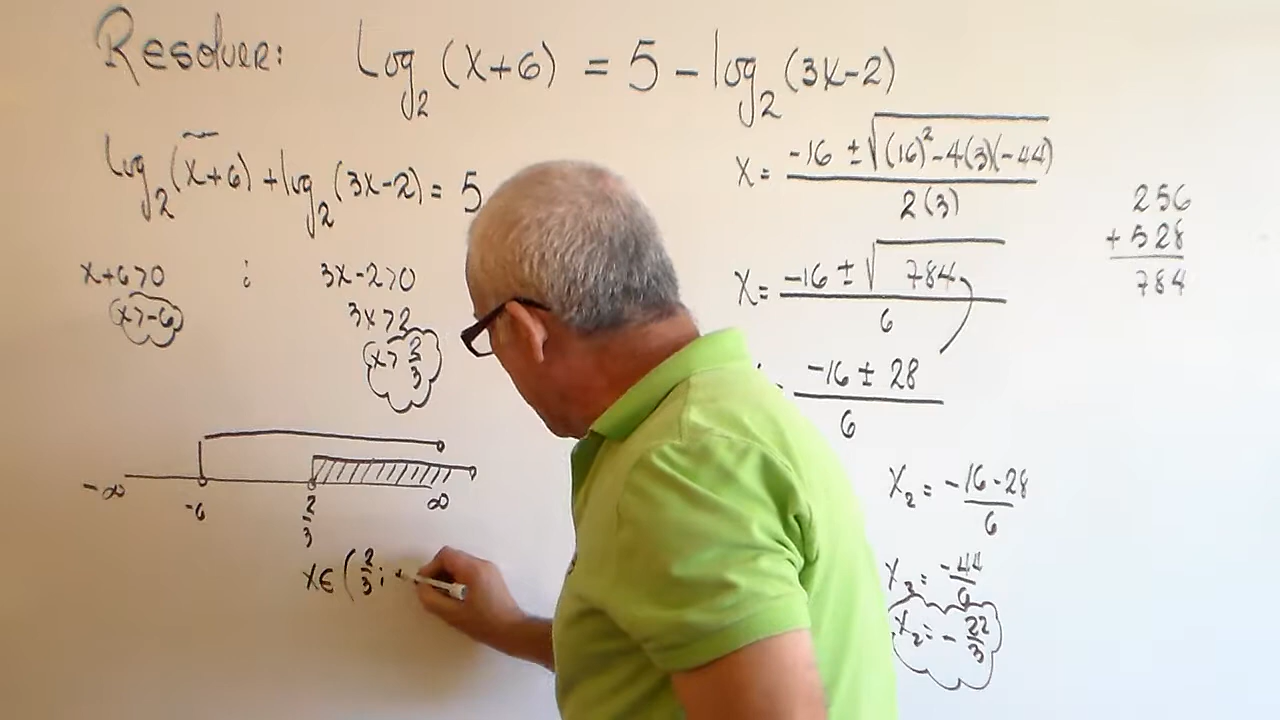 Resolver: Log₂(x+6) = 5 - log₂(3x-2)
log₂(x+6) + log₂(3x-2) = 5
x+6>0 ; 3x-2>0
x>-6 3x>2
x> 2/3
-∞ -6 2/3 ∞
x∈(2/3;
x= (-16 ± √((16)²-4(3)(-44)))/(2(3))
x= (-16 ± √784)/6
(-16 ± 28)/6
x₂= (-16-28)/6
x₂= -44/6
x₂= -22/3
256
+ 528
784